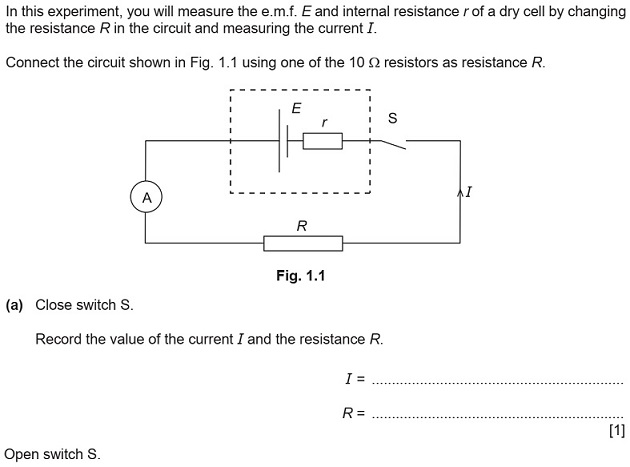 In this experiment, you will measure the e.m.f. E and internal resistance r of a dry cell by changing
the resistance R in the circuit and measuring the current I.
Connect the circuit shown in Fig. 1.1 using one of the 10 Ω resistors as resistance R.
E
r
S
A
I
R
Fig. 1.1
(a) Close switch S.
Record the value of the current I and the resistance R.
I = ..............................................................
R = ..............................................................
[1]
Open switch S.